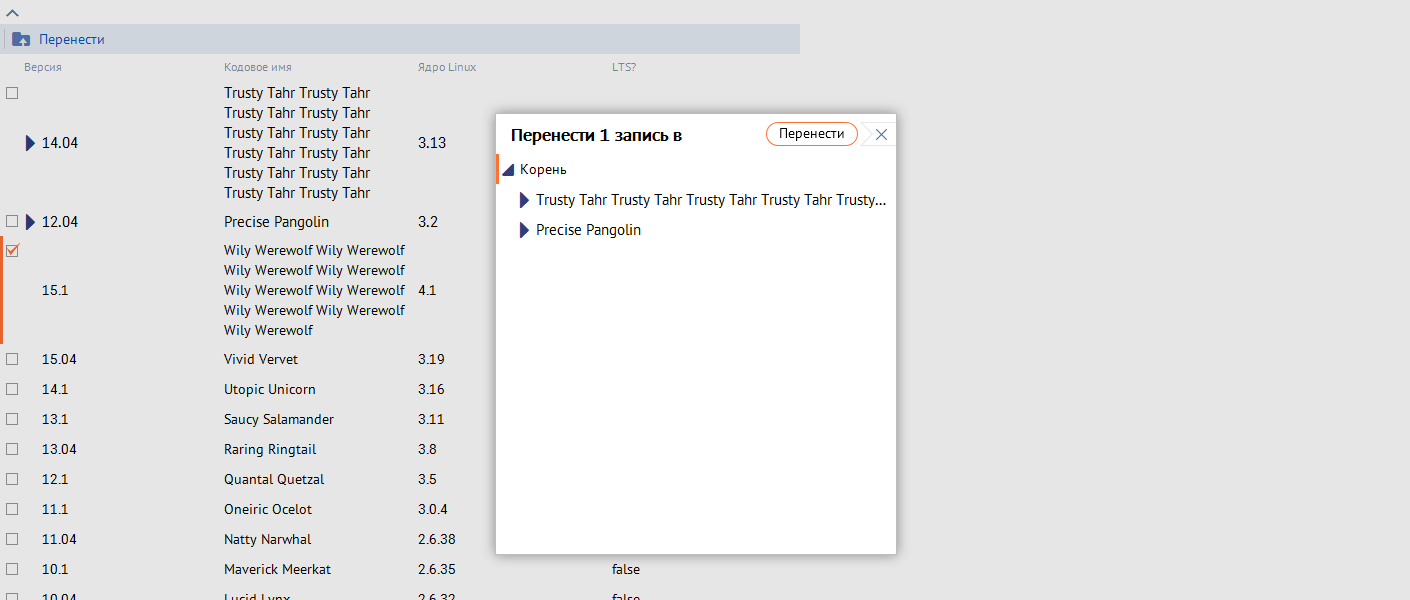 Перенести
Версия Кодовое имя Ядро Linux LTS?
Trusty Tahr Trusty Tahr
Trusty Tahr Trusty Tahr
Trusty Tahr Trusty Tahr
14.04 3.13
Trusty Tahr Trusty Tahr
Trusty Tahr Trusty Tahr
Trusty Tahr Trusty Tahr
12.04 Precise Pangolin 3.2
Wily Werewolf Wily Werewolf
Wily Werewolf Wily Werewolf
15.1 Wily Werewolf Wily Werewolf 4.1
Wily Werewolf Wily Werewolf
Wily Werewolf
15.04 Vivid Vervet 3.19
14.1 Utopic Unicorn 3.16
13.1 Saucy Salamander 3.11
13.04 Raring Ringtail 3.8
12.1 Quantal Quetzal 3.5
11.1 Oneiric Ocelot 3.0.4
11.04 Natty Narwhal 2.6.38
10.1 Maverick Meerkat 2.6.35 false
10.04 Lucid Lynx 2.6.32 false
Перенести 1 запись в Перенести
Корень
Trusty Tahr Trusty Tahr Trusty Tahr Trusty Tahr Trusty...
Precise Pangolin